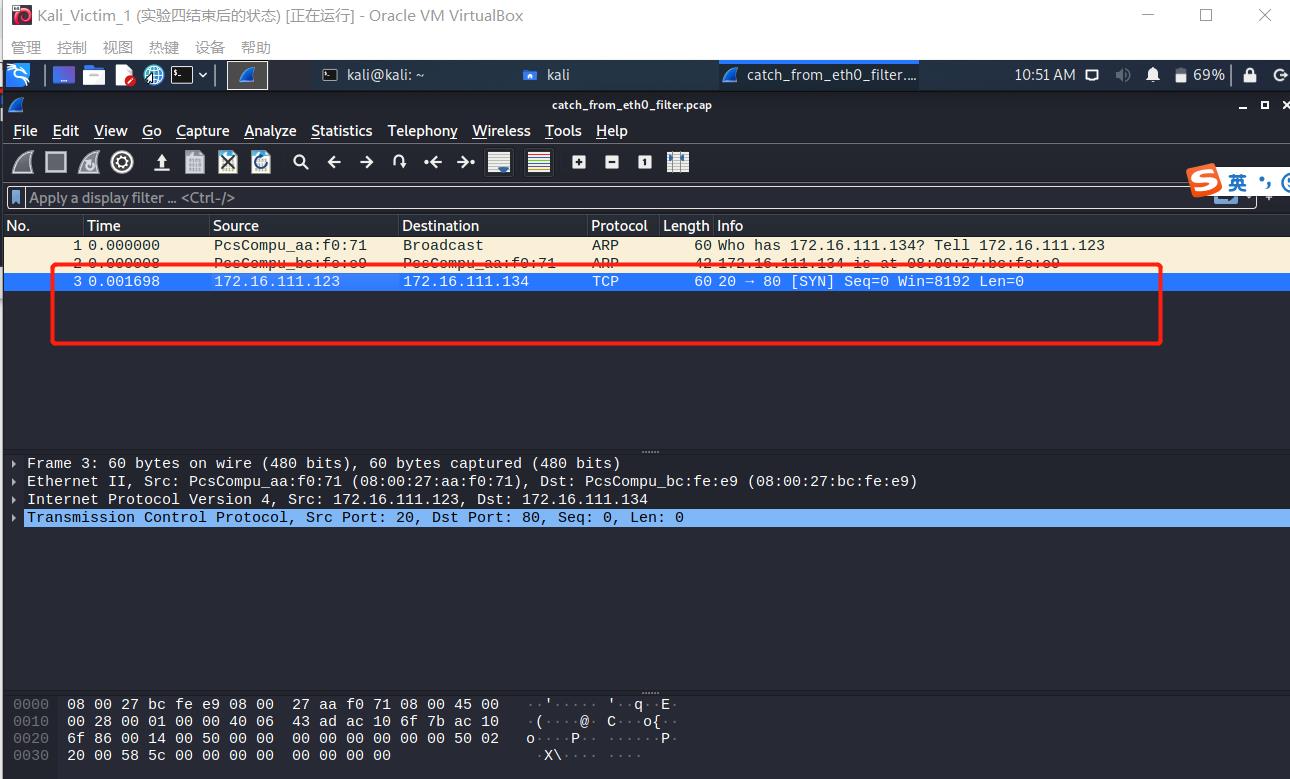 Kali_Victim_1 (实验四结束后的状态) [正在运行] - Oracle VM VirtualBox
管理 控制 视图 热键 设备 帮助
kali@kali: ~ kali catch_from_eth0_filter.... 10:51 AM 69%
catch_from_eth0_filter.pcap
File Edit View Go Capture Analyze Statistics Telephony Wireless Tools Help
Apply a display filter ... <Ctrl-/>
英
No. Time Source Destination Protocol Length Info
1 0.000000 PcsCompu_aa:f0:71 Broadcast ARP 60 Who has 172.16.111.134? Tell 172.16.111.123
2 0.000008 PcsCompu_bc:fe:e9 PcsCompu_aa:f0:71 ARP 42 172.16.111.134 is at 08:00:27:bc:fe:e9
3 0.001698 172.16.111.123 172.16.111.134 TCP 60 20 → 80 [SYN] Seq=0 Win=8192 Len=0
Frame 3: 60 bytes on wire (480 bits), 60 bytes captured (480 bits)
Ethernet II, Src: PcsCompu_aa:f0:71 (08:00:27:aa:f0:71), Dst: PcsCompu_bc:fe:e9 (08:00:27:bc:fe:e9)
Internet Protocol Version 4, Src: 172.16.111.123, Dst: 172.16.111.134
Transmission Control Protocol, Src Port: 20, Dst Port: 80, Seq: 0, Len: 0
0000 08 00 27 bc fe e9 08 00 27 aa f0 71 08 00 45 00 ··'····· '··q··E·
0010 00 28 00 01 00 00 40 06 43 ad ac 10 6f 7b ac 10 ·(····@· C···o{··
0020 6f 86 00 14 00 50 00 00 00 00 00 00 00 00 50 02 o····P·· ······P·
0030 20 00 58 5c 00 00 00 00 00 00 00 00 ·X\···· ····